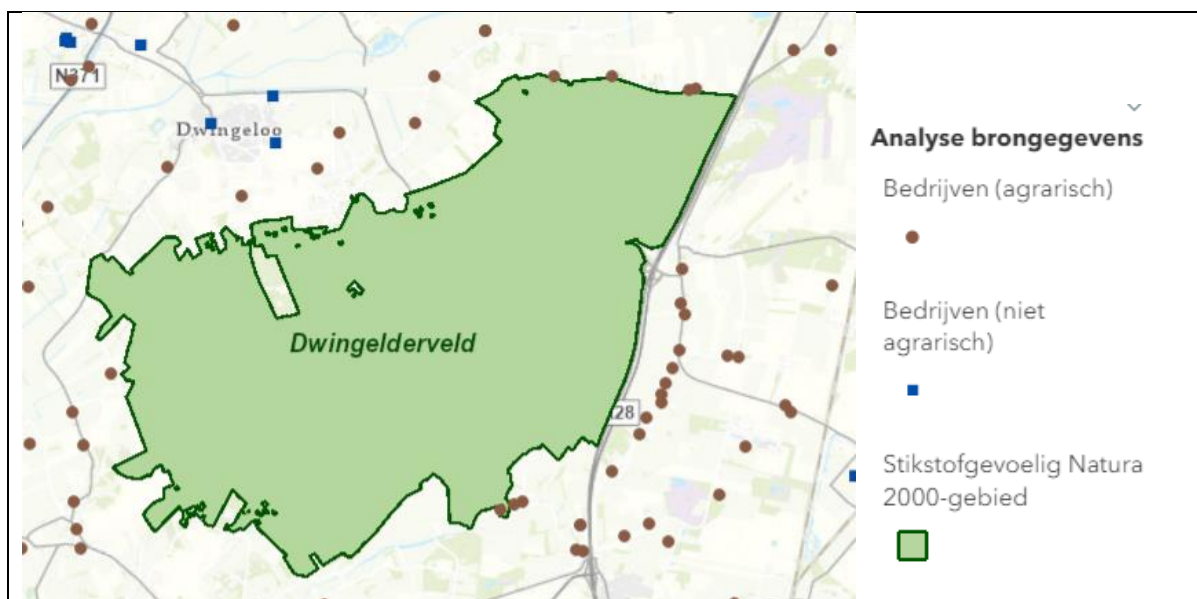 N371
Dwingeloo
Dwingelderveld
28
Analyse brongegevens
Bedrijven (agrarisch)
Bedrijven (niet
agrarisch)
Stikstofgevoelig Natura
2000-gebied